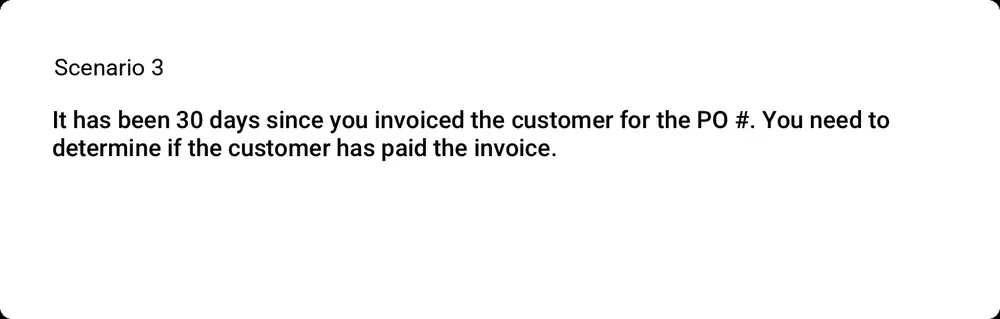 Scenario 3
It has been 30 days since you invoiced the customer for the PO #. You need to
determine if the customer has paid the invoice.